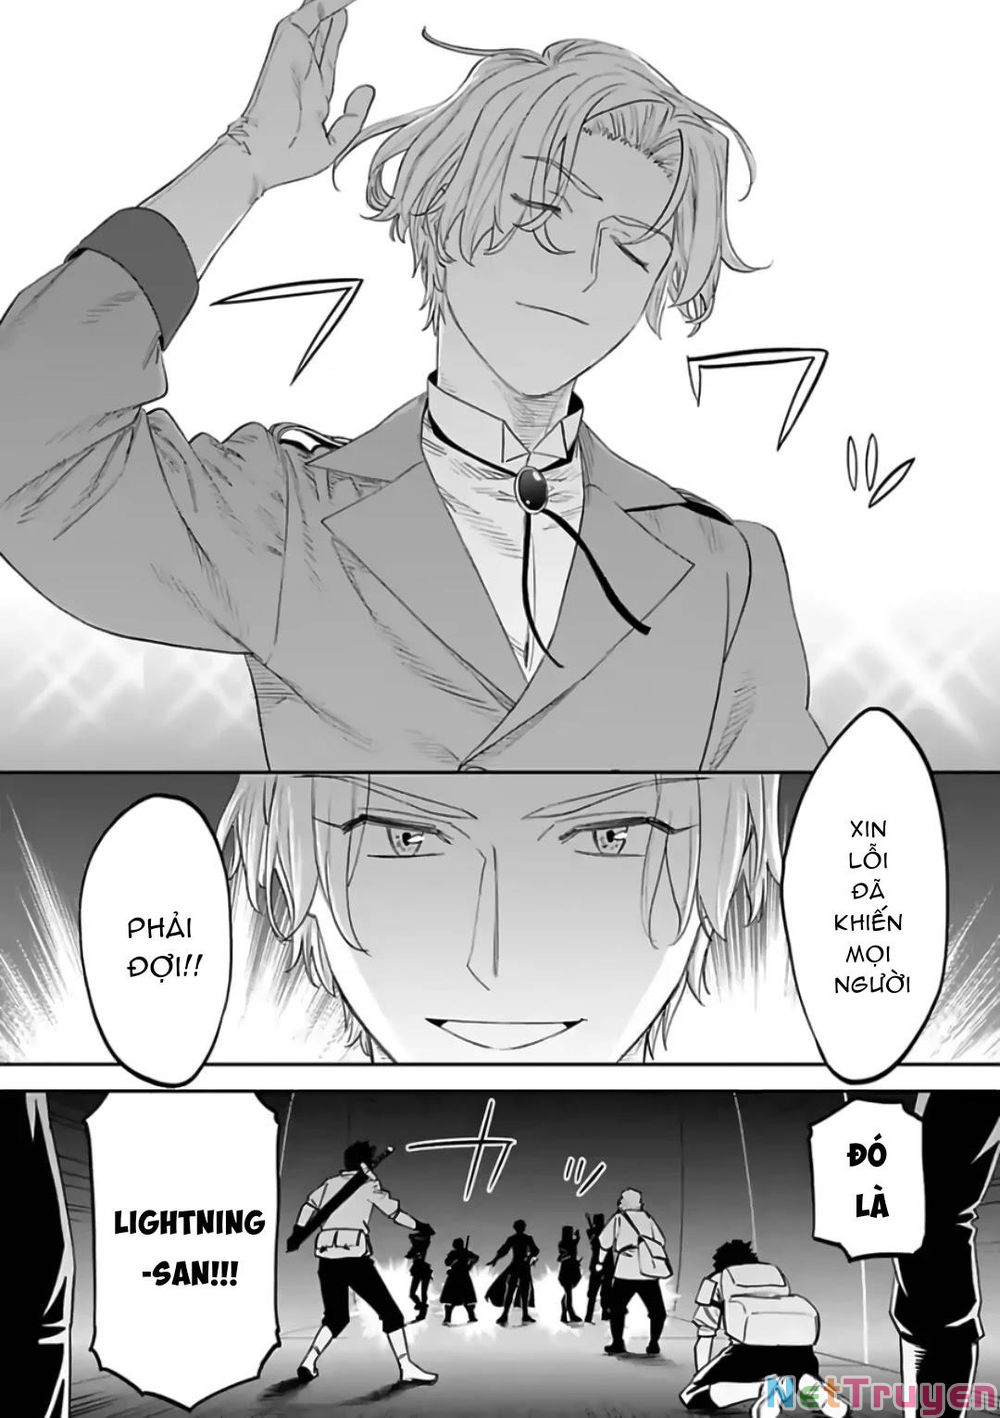 XIN
LỖI
ĐÃ
KHIẾN
MỌI
NGƯỜI
PHẢI
ĐỢI!!
ĐÓ
LÀ
LIGHTNING
-SAN!!!
NetTruyen